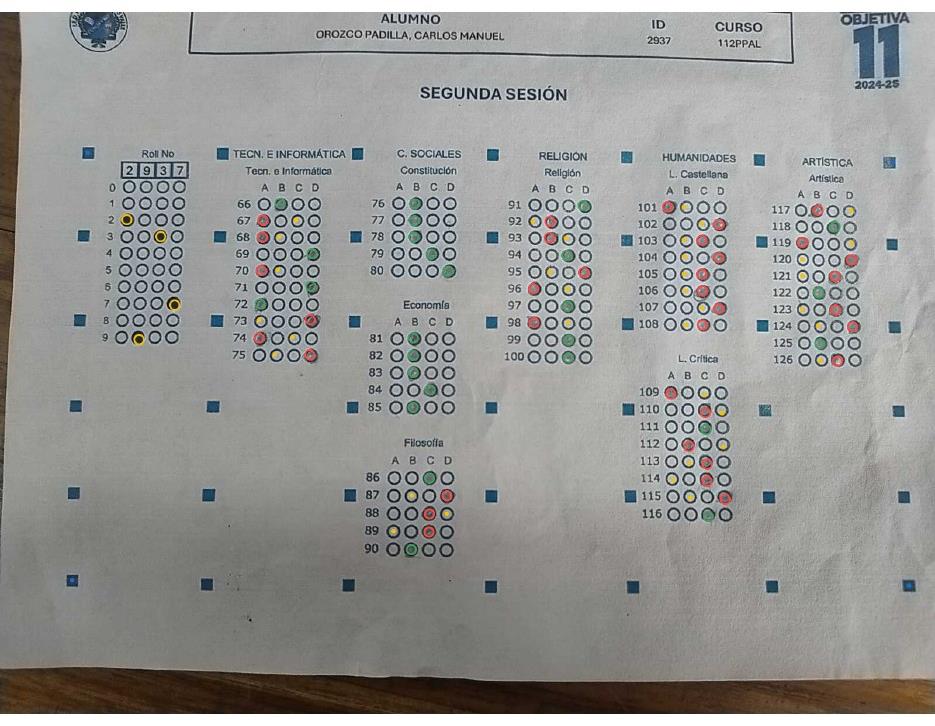 ALUMNO
OROZCO PADILLA, CARLOS MANUEL
ID
2937
CURSO
112PPAL
OBJETIVA
11
2024-25
SEGUNDA SESIÓN
Roll No
2 9 3 7
0
1
2
3
4
5
6
7
8
9
TECN. E INFORMÁTICA
Tecn. e Informática
A B C D
66
67
68
69
70
71
72
73
74
75
C. SOCIALES
Constitución
A B C D
76
77
78
79
80
Economía
A B C D
81
82
83
84
85
Filosofía
A B C D
86
87
88
89
90
RELIGIÓN
Religión
A B C D
91
92
93
94
95
96
97
98
99
100
HUMANIDADES
L. Castellana
A B C D
101
102
103
104
105
106
107
108
L. Crítica
A B C D
109
110
111
112
113
114
115
116
ARTÍSTICA
Artística
A B C D
117
118
119
120
121
122
123
124
125
126